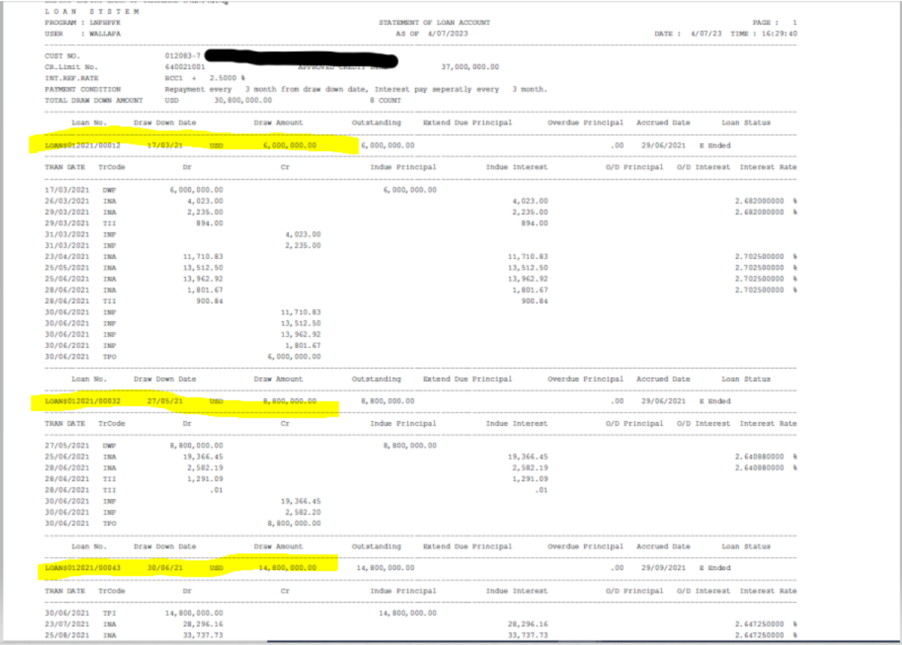 L O A N   S Y S T E M
PROGRAM : LNPHPPK STATEMENT OF LOAN ACCOUNT PAGE : 1
USER : WALLAPA AS OF 4/07/2023 DATE : 4/07/23 TIME : 16:29:40
CUST NO. 012083-7
CR.Limit No. 640021001 37,000,000.00
INT.REF.RATE BCC1 + 2.5000 %
PAYMENT CONDITION Repayment every 3 month from draw down date, Interest pay seperatly every 3 month.
TOTAL DRAW DOWN AMOUNT USD 30,800,000.00 8 COUNT
Loan No. Draw Down Date Draw Amount Outstanding Extend Due Principal Overdue Principal Accrued Date Loan Status
LOAN$012021/00012 17/03/21 USD 6,000,000.00 6,000,000.00 .00 29/06/2021 E Ended
TRAN DATE TrCode Dr Cr Indue Principal Indue Interest O/D Principal O/D Interest Interest Rate
17/03/2021 DWP 6,000,000.00 6,000,000.00
26/03/2021 INA 4,023.00 4,023.00 2.682000000 %
29/03/2021 INA 2,235.00 2,235.00 2.682000000 %
29/03/2021 TII 894.00 894.00
31/03/2021 INP 4,023.00
31/03/2021 INP 2,235.00
23/04/2021 INA 11,710.83 11,710.83 2.702500000 %
25/05/2021 INA 13,512.50 13,512.50 2.702500000 %
25/06/2021 INA 13,962.92 13,962.92 2.702500000 %
28/06/2021 INA 1,801.67 1,801.67 2.702500000 %
28/06/2021 TII 900.84 900.84
30/06/2021 INP 11,710.83
30/06/2021 INP 13,512.50
30/06/2021 INP 13,962.92
30/06/2021 INP 1,801.67
30/06/2021 TPO 6,000,000.00
Loan No. Draw Down Date Draw Amount Outstanding Extend Due Principal Overdue Principal Accrued Date Loan Status
LOAN$012021/00032 27/05/21 USD 8,800,000.00 8,800,000.00 .00 29/06/2021 E Ended
TRAN DATE TrCode Dr Cr Indue Principal Indue Interest O/D Principal O/D Interest Interest Rate
27/05/2021 DWP 8,800,000.00 8,800,000.00
25/06/2021 INA 19,366.45 19,366.45 2.640880000 %
28/06/2021 INA 2,582.19 2,582.19 2.640880000 %
28/06/2021 TII 1,291.09 1,291.09
28/06/2021 TII .01 .01
30/06/2021 INP 19,366.45
30/06/2021 INP 2,582.20
30/06/2021 TPO 8,800,000.00
Loan No. Draw Down Date Draw Amount Outstanding Extend Due Principal Overdue Principal Accrued Date Loan Status
LOAN$012021/00043 30/06/21 USD 14,800,000.00 14,800,000.00 .00 29/09/2021 E Ended
TRAN DATE TrCode Dr Cr Indue Principal Indue Interest O/D Principal O/D Interest Interest Rate
30/06/2021 TPI 14,800,000.00 14,800,000.00
23/07/2021 INA 28,296.16 28,296.16 2.647250000 %
25/08/2021 INA 33,737.73 33,737.73 2.647250000 %